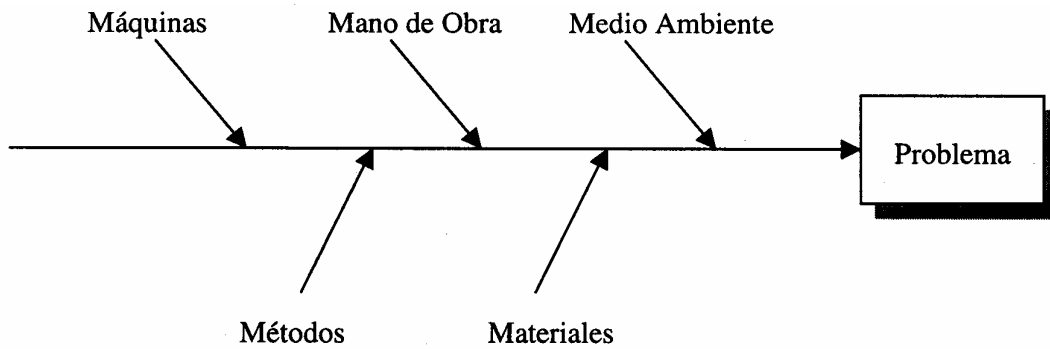 Máquinas
Mano de Obra
Medio Ambiente
Problema
Métodos
Materiales